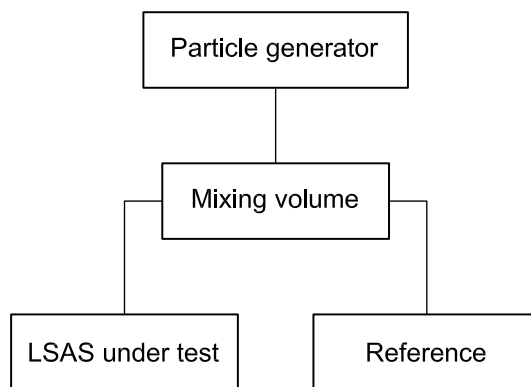 Particle generator
Mixing volume
LSAS under test
Reference